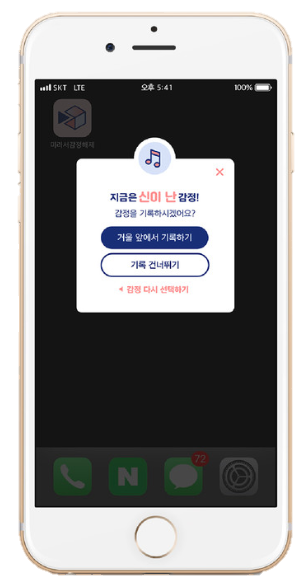 SKT LTE 오후 5:41 100%
지금은 신이 난 감정!
감정을 기록하시겠어요?
거울 앞에서 기록하기
기록 건너뛰기
감정 다시 선택하기
N
72